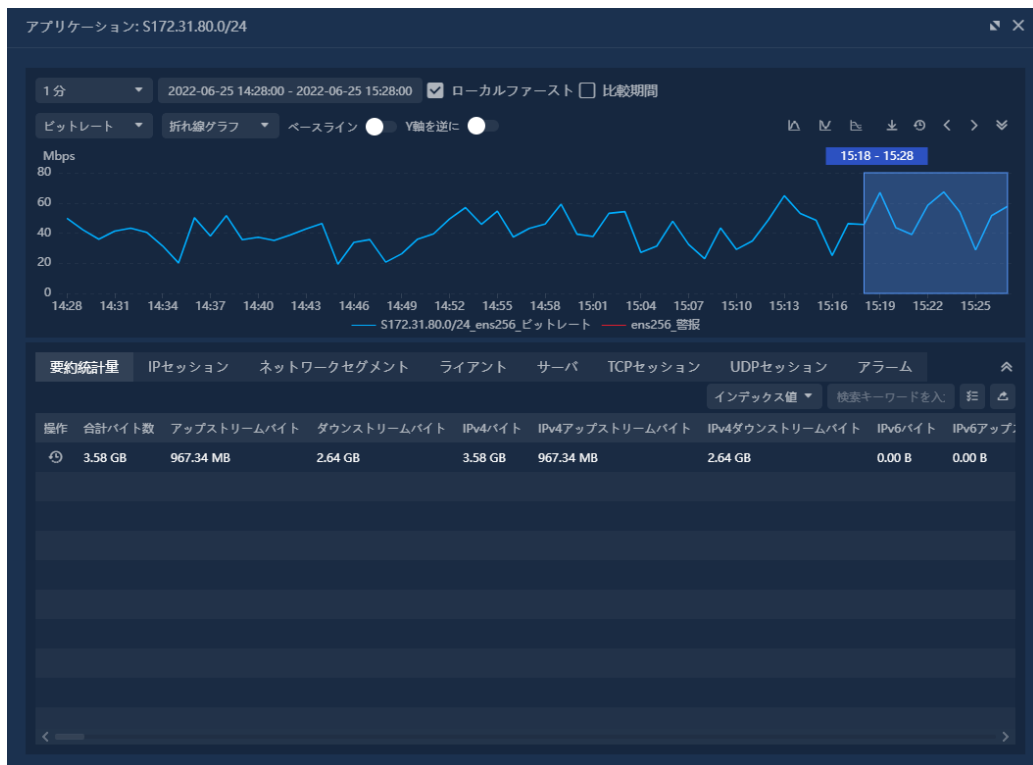 アプリケーション: S172.31.80.0/24
1分 2022-06-25 14:28:00 - 2022-06-25 15:28:00 ローカルファースト 比較期間
ビットレート 折れ線グラフ ベースライン Y軸を逆に
Mbps 15:18 - 15:28
80
60
40
20
0
14:28 14:31 14:34 14:37 14:40 14:43 14:46 14:49 14:52 14:55 14:58 15:01 15:04 15:07 15:10 15:13 15:16 15:19 15:22 15:25
S172.31.80.0/24_ens256_ビットレート ens256_警报
要約統計量 IPセッション ネットワークセグメント ライアント サーバ TCPセッション UDPセッション アラーム
インデックス値 検索キーワードを入
操作 合計バイト数 アップストリームバイト ダウンストリームバイト IPv4バイト IPv4アップストリームバイト IPv4ダウンストリームバイト IPv6バイト IPv6アップス
3.58 GB 967.34 MB 2.64 GB 3.58 GB 967.34 MB 2.64 GB 0.00 B 0.00 B